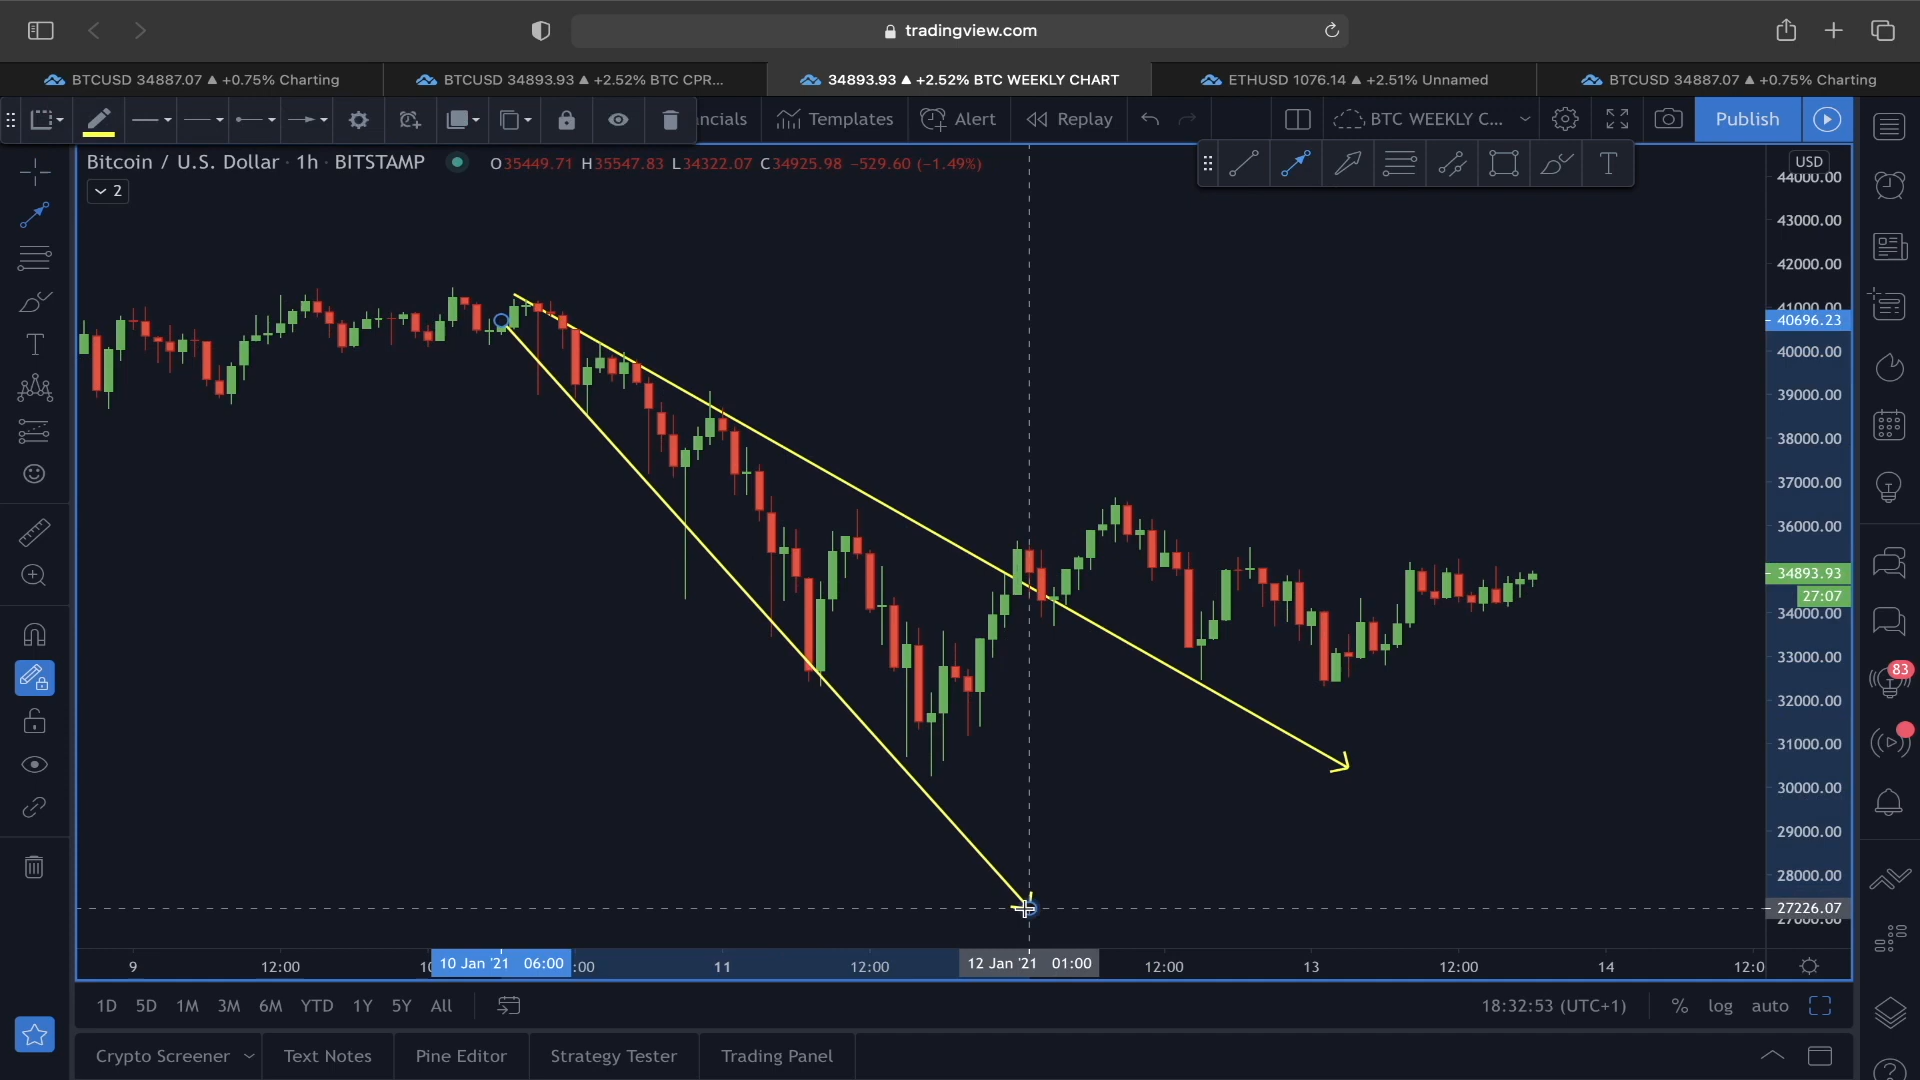 tradingview.com
BTCUSD 34887.07 ▲ +0.75% Charting
BTCUSD 34893.93 ▲ +2.52% BTC CPR...
34893.93 ▲ +2.52% BTC WEEKLY CHART
ETHUSD 1076.14 ▲ +2.51% Unnamed
BTCUSD 34887.07 ▲ +0.75% Charting
ncials
Templates
Alert
Replay
BTC WEEKLY C...
Publish
Bitcoin / U.S. Dollar · 1h · BITSTAMP
O35449.71 H35547.83 L34322.07 C34925.98 −529.60 (−1.49%)
2
T
T
USD
44000.00
43000.00
42000.00
41000.00
40696.23
40000.00
39000.00
38000.00
37000.00
36000.00
34893.93
27:07
34000.00
33000.00
32000.00
31000.00
30000.00
29000.00
28000.00
27226.07
27000.00
83
9
12:00
10
10 Jan '21 06:00
:00
11
12:00
12 Jan '21 01:00
12:00
13
12:00
14
12:0
1D 5D 1M 3M 6M YTD 1Y 5Y All
18:32:53 (UTC+1)
% log auto
Crypto Screener
Text Notes
Pine Editor
Strategy Tester
Trading Panel